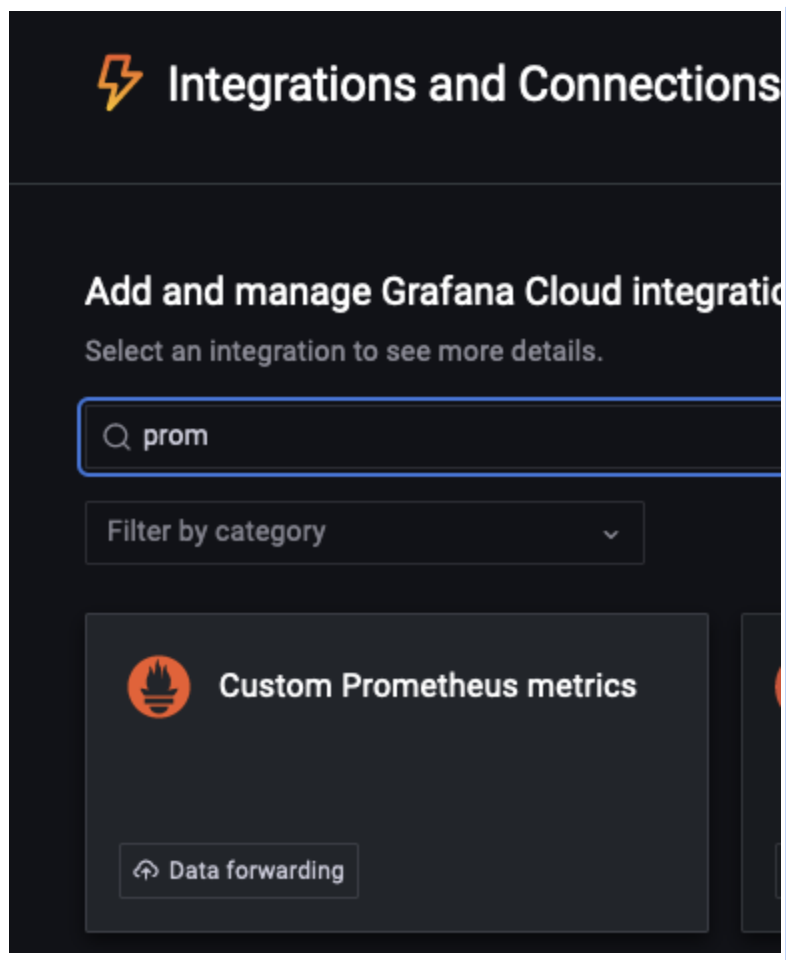 Integrations and Connections
Add and manage Grafana Cloud
Select an integration to see more details.
prom
Filter by category
Custom Prometheus metrics
Data forwarding